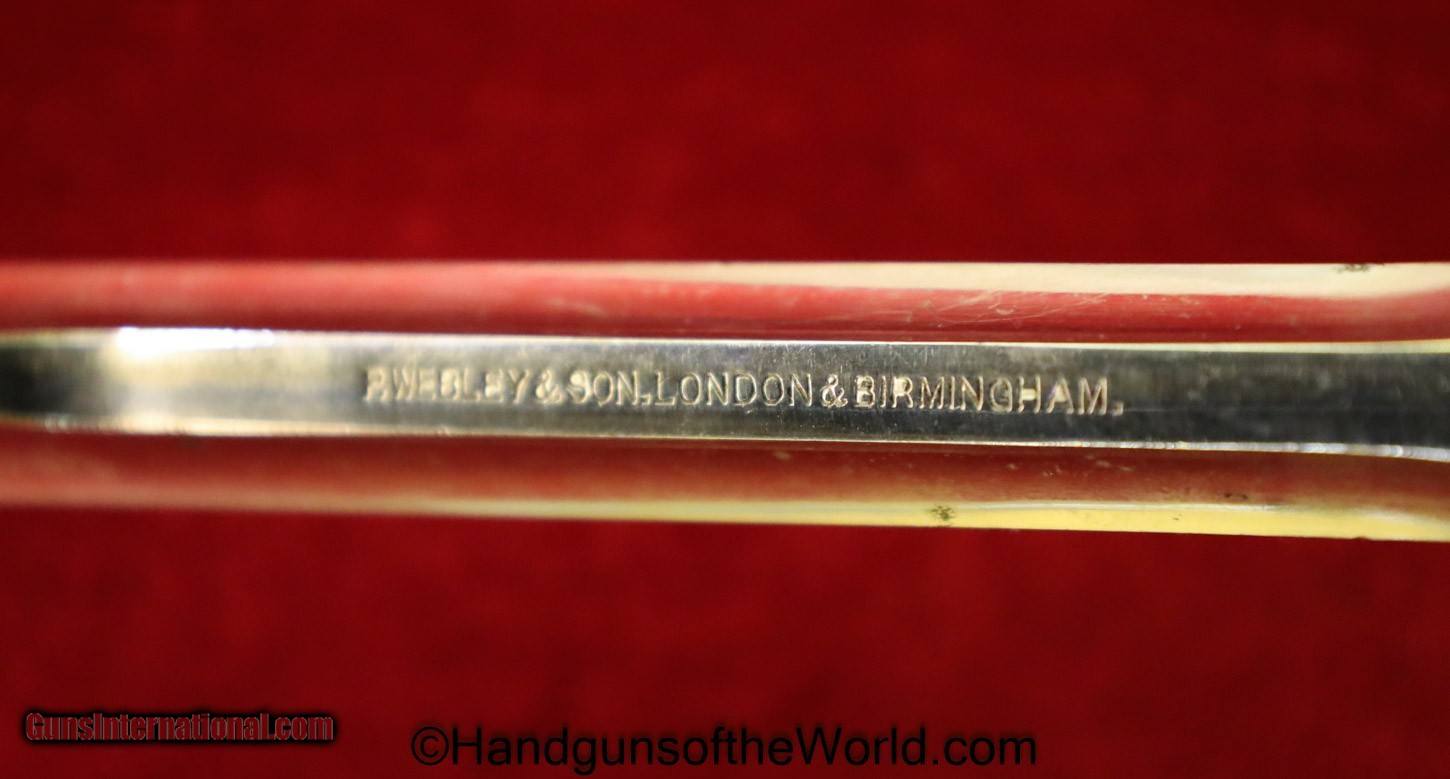 P.WEBLEY & SON, LONDON & BIRMINGHAM.
GunsInternational.com
©HandgunsoftheWorld.com